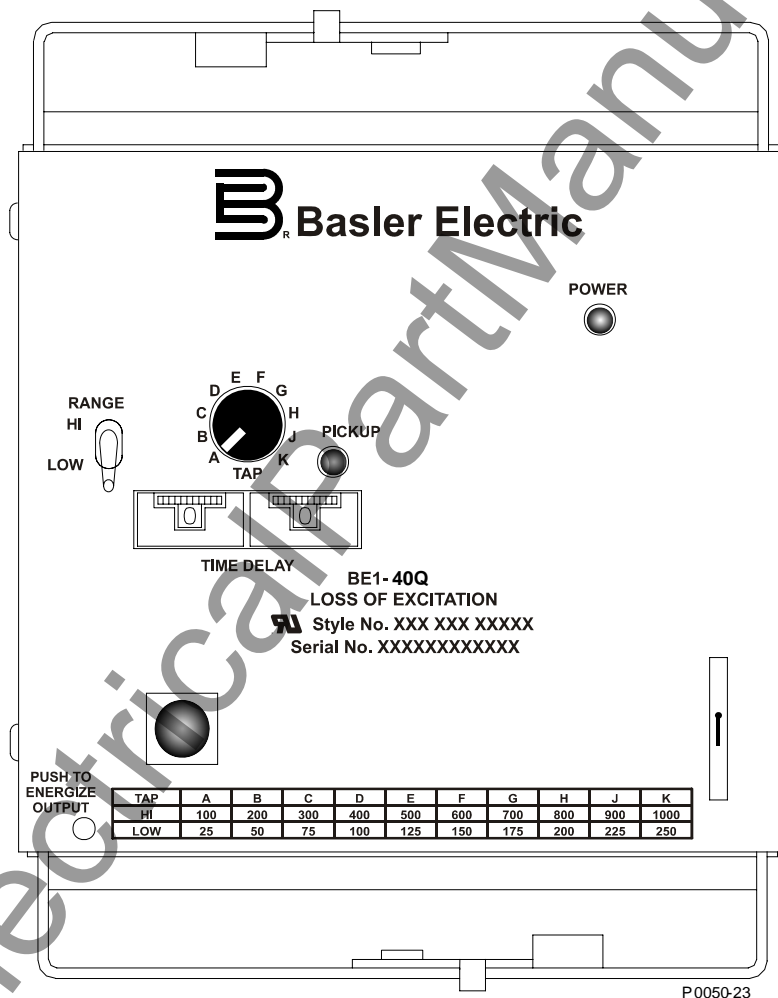 Basler Electric
R
POWER
RANGE
HI
LOW
A B C D E F G H J K
TAP
PICKUP
TIME DELAY
BE1-40Q
LOSS OF EXCITATION
Style No. XXX XXX XXXXX
Serial No. XXXXXXXXXXXX
PUSH TO
ENERGIZE
OUTPUT
TAP A B C D E F G H J K
HI 100 200 300 400 500 600 700 800 900 1000
LOW 25 50 75 100 125 150 175 200 225 250
P0050-23
ElectricalPartManu